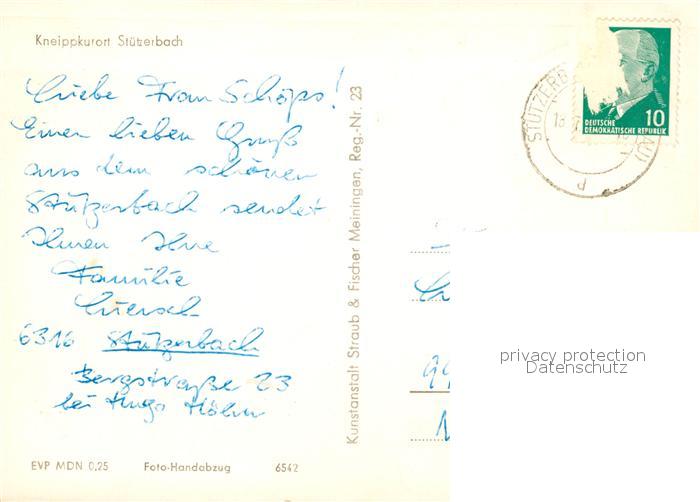 Kneippkurort Stützerbach
Liebe Frau Schöps!
Einen lieben Gruß
aus dem schönen
Stützerbach sendet
Ihnen Ihre
Familie
6316 Stützerbach
Bergstraße 23
bei Hugo Höhn
EVP MDN 0,25 Foto-Handabzug 6542
Kunstanstalt Straub & Fischer Meiningen, Reg.-Nr. 23
10
DEUTSCHE
DEMOKRATISCHE REPUBLIK
privacy protection
Datenschutz